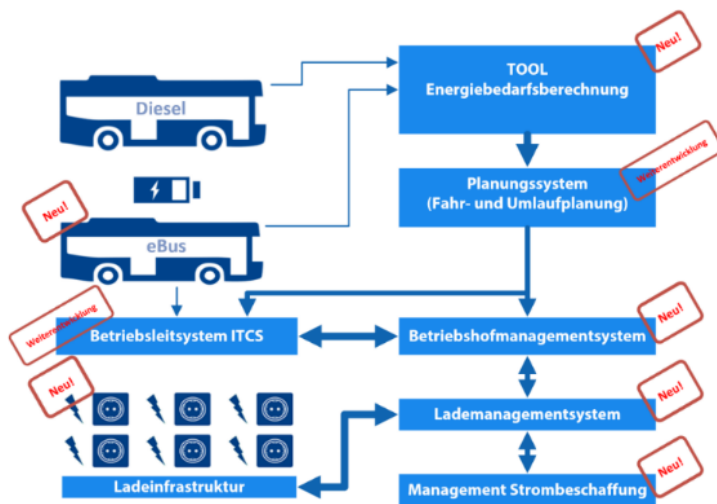 Neu!
TOOL
Energiebedarfsberechnung
Diesel
Weiterentwicklung
Planungssystem
(Fahr- und Umlaufplanung)
Neu!
eBus
Weiterentwicklung
Betriebsleitsystem ITCS
Betriebshofmanagementsystem
Neu!
Neu!
Lademanagementsystem
Neu!
Ladeinfrastruktur
Management Strombeschaffung
Neu!